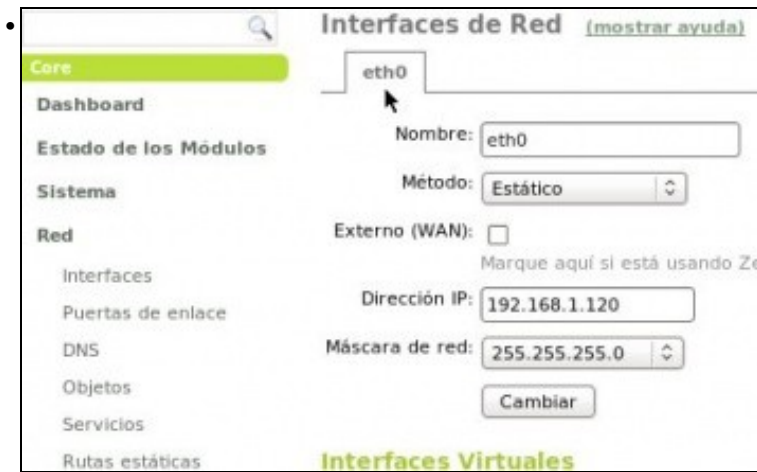 Core
Dashboard
Estado de los Módulos
Sistema
Red
Interfaces
Puertas de enlace
DNS
Objetos
Servicios
Rutas estáticas
Interfaces de Red (mostrar ayuda)
eth0
Nombre: eth0
Método: Estático
Externo (WAN):
Marque aquí si está usando Ze
Dirección IP: 192.168.1.120
Máscara de red: 255.255.255.0
Cambiar
Interfaces Virtuales